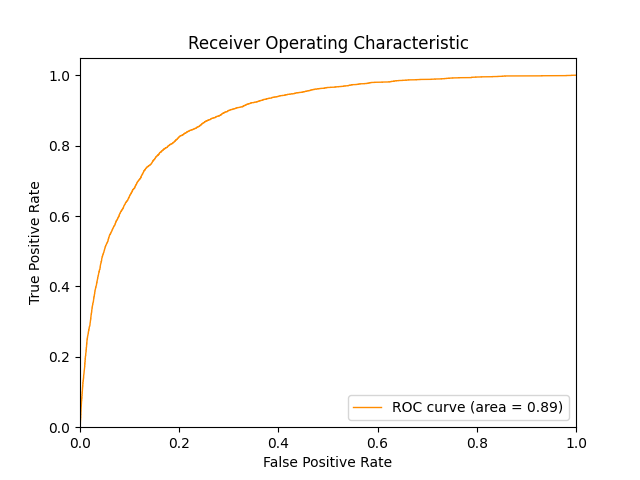 Receiver Operating Characteristic
True Positive Rate
1.0
0.8
0.6
0.4
0.2
0.0
ROC curve (area = 0.89)
0.0 0.2 0.4 0.6 0.8 1.0
False Positive Rate